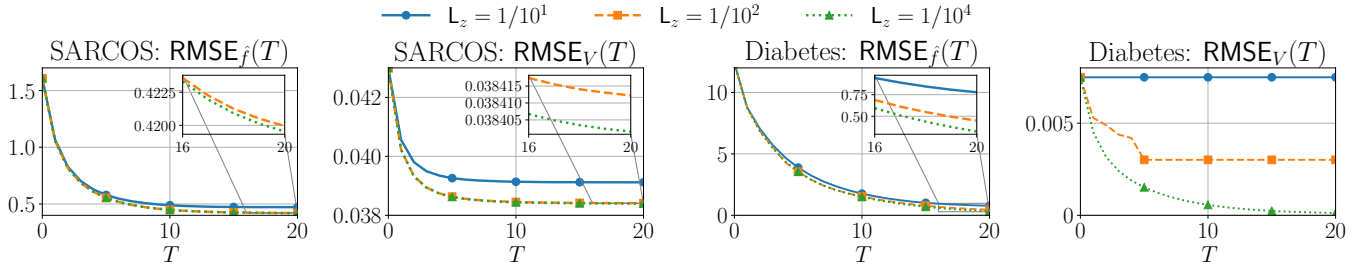 L_z = 1/10^1 L_z = 1/10^2 L_z = 1/10^4
SARCOS: RMSE_f̂(T)
1.5
1.0
0.5
0 10 20
T
0.4225
0.4200
16 20
SARCOS: RMSE_V(T)
0.042
0.040
0.038
0 10 20
T
0.038415
0.038410
0.038405
16 20
Diabetes: RMSE_f̂(T)
10
5
0
0 10 20
T
0.75
0.50
16 20
Diabetes: RMSE_V(T)
0.005
0.000
0 10 20
T